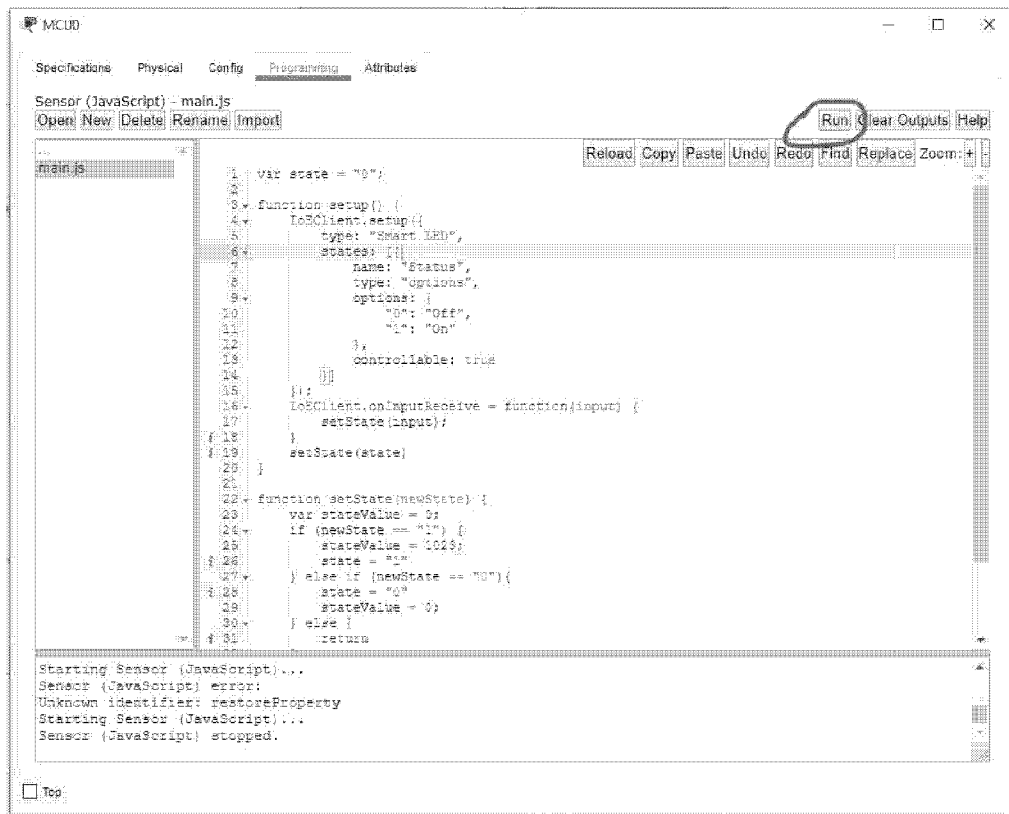 MCU0
Specifications Physical Config Programming Attributes
Sensor (JavaScript) - main.js
Open New Delete Rename Import Run Clear Outputs Help
Reload Copy Paste Undo Redo Find Replace Zoom: + -
main.js
1 var state = "0";
2
3 function setup() {
4 IoEClient.setup({
5 type: "Smart LED",
6 states: [{
7 name: "Status",
8 type: "options",
9 options: {
10 "0": "Off",
11 "1": "On"
12 },
13 controllable: true
14 }]
15 });
16 IoEClient.onInputReceive = function(input) {
17 setState(input);
i 18 }
i 19 setState(state)
20 }
21
22 function setState(newState) {
23 var stateValue = 0;
24 if (newState == "1") {
25 stateValue = 1023;
i 26 state = "1"
27 } else if (newState == "0"){
i 28 state = "0"
29 stateValue = 0;
30 } else {
i 31 return
Starting Sensor (JavaScript)...
Sensor (JavaScript) error:
Unknown identifier: restoreProperty
Starting Sensor (JavaScript)...
Sensor (JavaScript) stopped.
Top